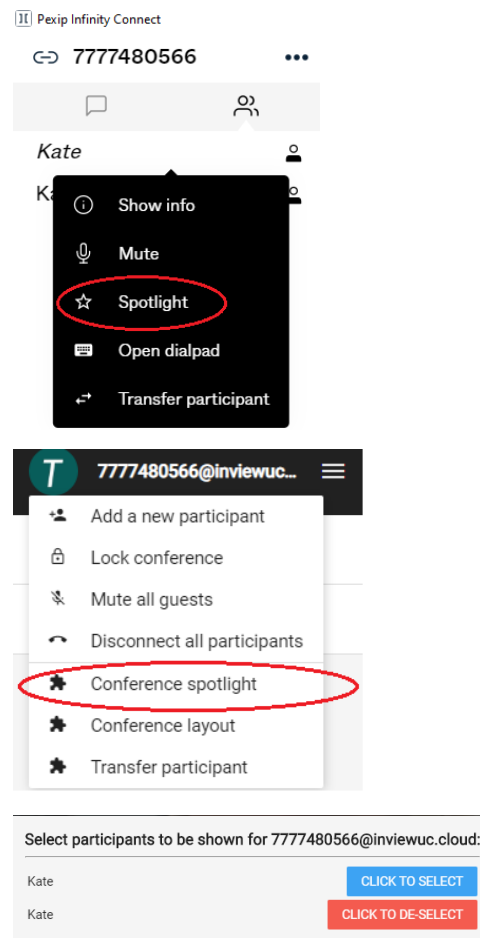 Pexip Infinity Connect
7777480566
Kate
Ka
Show info
Mute
Spotlight
Open dialpad
Transfer participant
T 7777480566@inviewuc...
Add a new participant
Lock conference
Mute all guests
Disconnect all participants
Conference spotlight
Conference layout
Transfer participant
Select participants to be shown for 7777480566@inviewuc.cloud:
Kate CLICK TO SELECT
Kate CLICK TO DE-SELECT